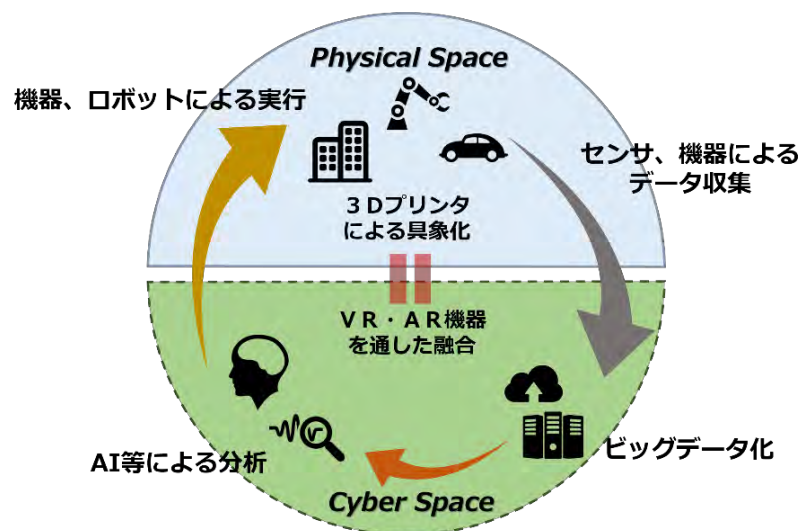 Physical Space
機器、ロボットによる実行
センサ、機器による
データ収集
３Ｄプリンタ
による具象化
ＶＲ・ＡＲ機器
を通した融合
AI等による分析
ビッグデータ化
Cyber Space